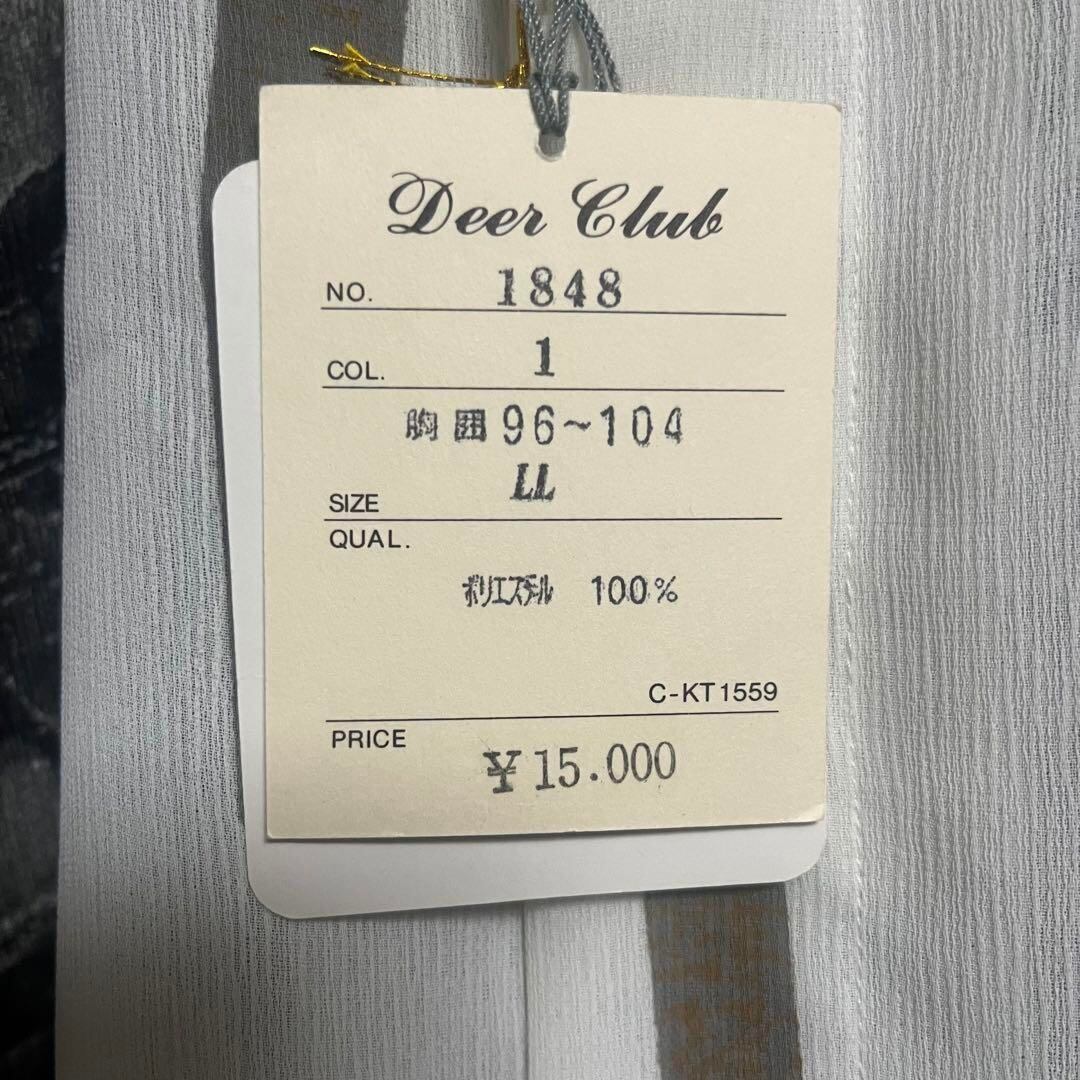 Deer Club
NO. 1848
COL. 1
胸囲 96~104
SIZE LL
QUAL.
ポリエステル 100%
C-KT1559
PRICE ¥15.000